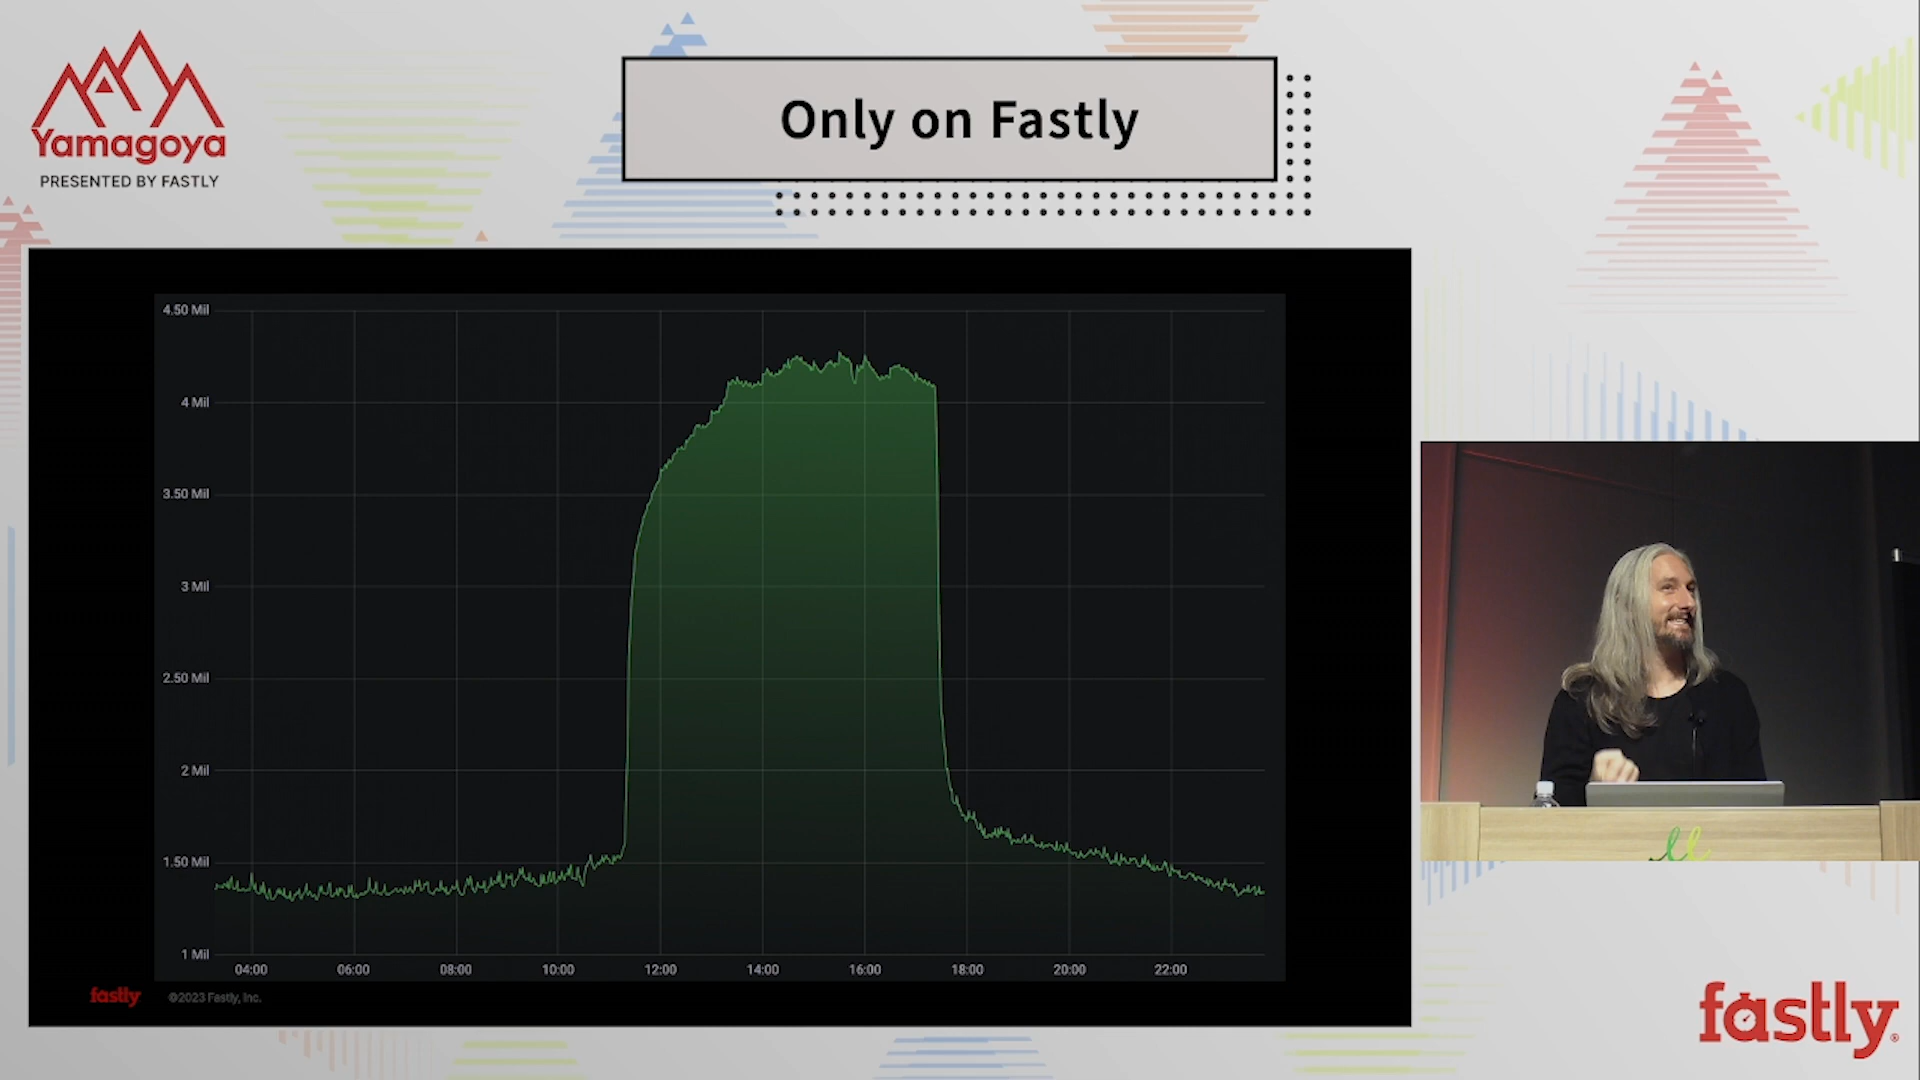 Yamagoya
PRESENTED BY FASTLY
Only on Fastly
4.50 Mil
4 Mil
3.50 Mil
3 Mil
2.50 Mil
2 Mil
1.50 Mil
1 Mil
04:00 06:00 08:00 10:00 12:00 14:00 16:00 18:00 20:00 22:00
fastly ©2023 Fastly, Inc.
fastly®